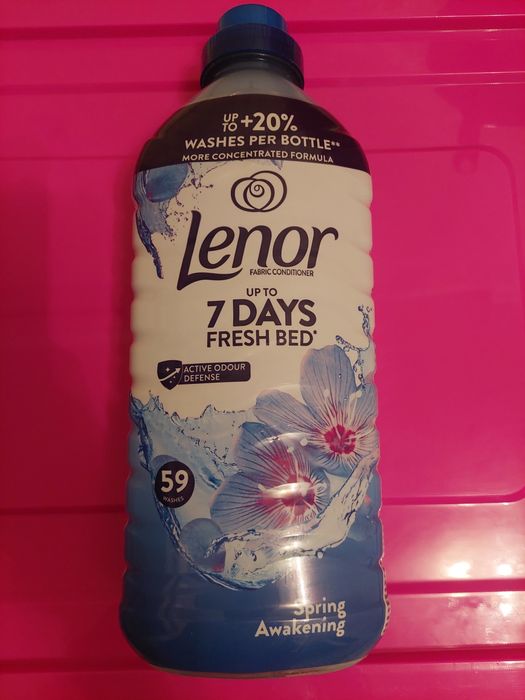 UP TO +20%
WASHES PER BOTTLE**
MORE CONCENTRATED FORMULA
Lenor
FABRIC CONDITIONER
UP TO
7 DAYS
FRESH BED*
ACTIVE ODOUR
DEFENSE
59
WASHES
Spring
Awakening